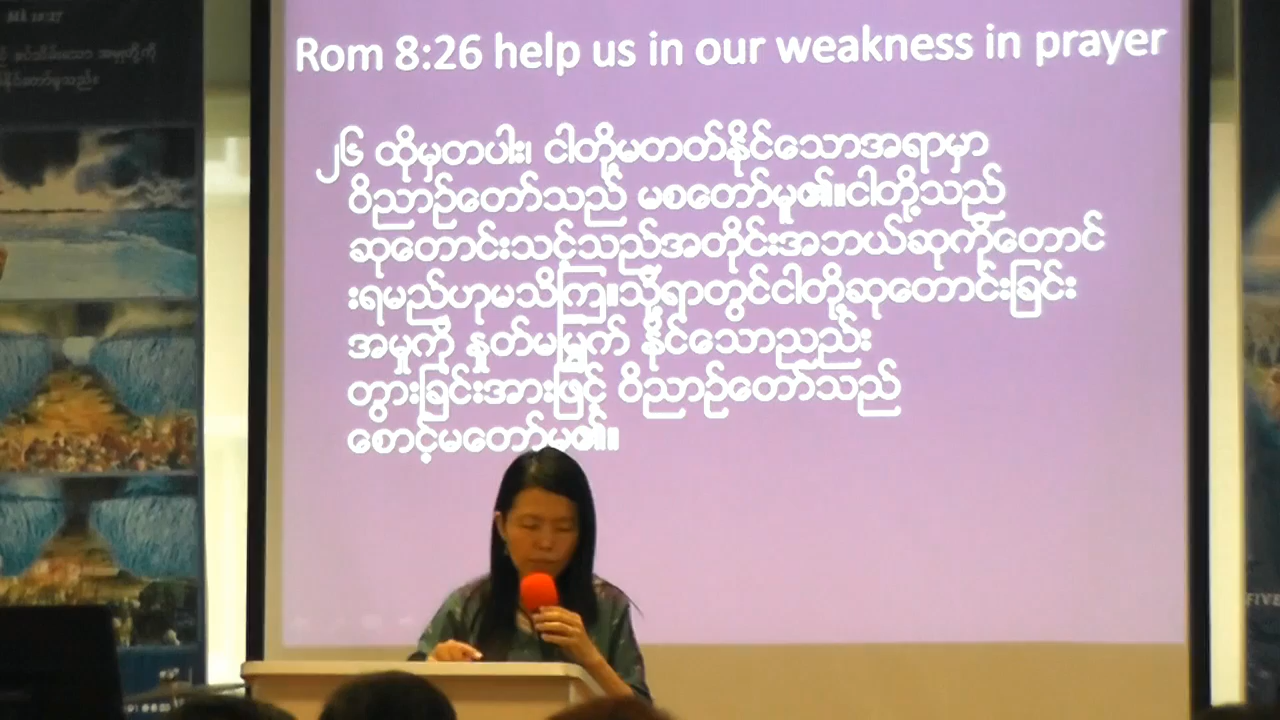 Rom 8:26 help us in our weakness in prayer
၂၆ ထိုမှတပါး၊ ငါတို့မတတ်နိုင်သောအရာမှာ
ဝိညာဉ်တော်သည် မစတော်မူ၏။ငါတို့သည်
ဆုတောင်းသင့်သည်အတိုင်းအဘယ်ဆုကိုတောင်
းရမည်ဟုမသိကြ။သို့ရာတွင်ငါတို့ဆုတောင်းခြင်း
အမှုကို နှုတ်မမြွက် နိုင်သောညည်း
တွားခြင်းအားဖြင့် ဝိညာဉ်တော်သည်
စောင့်မတော်မူ၏။
FIVE